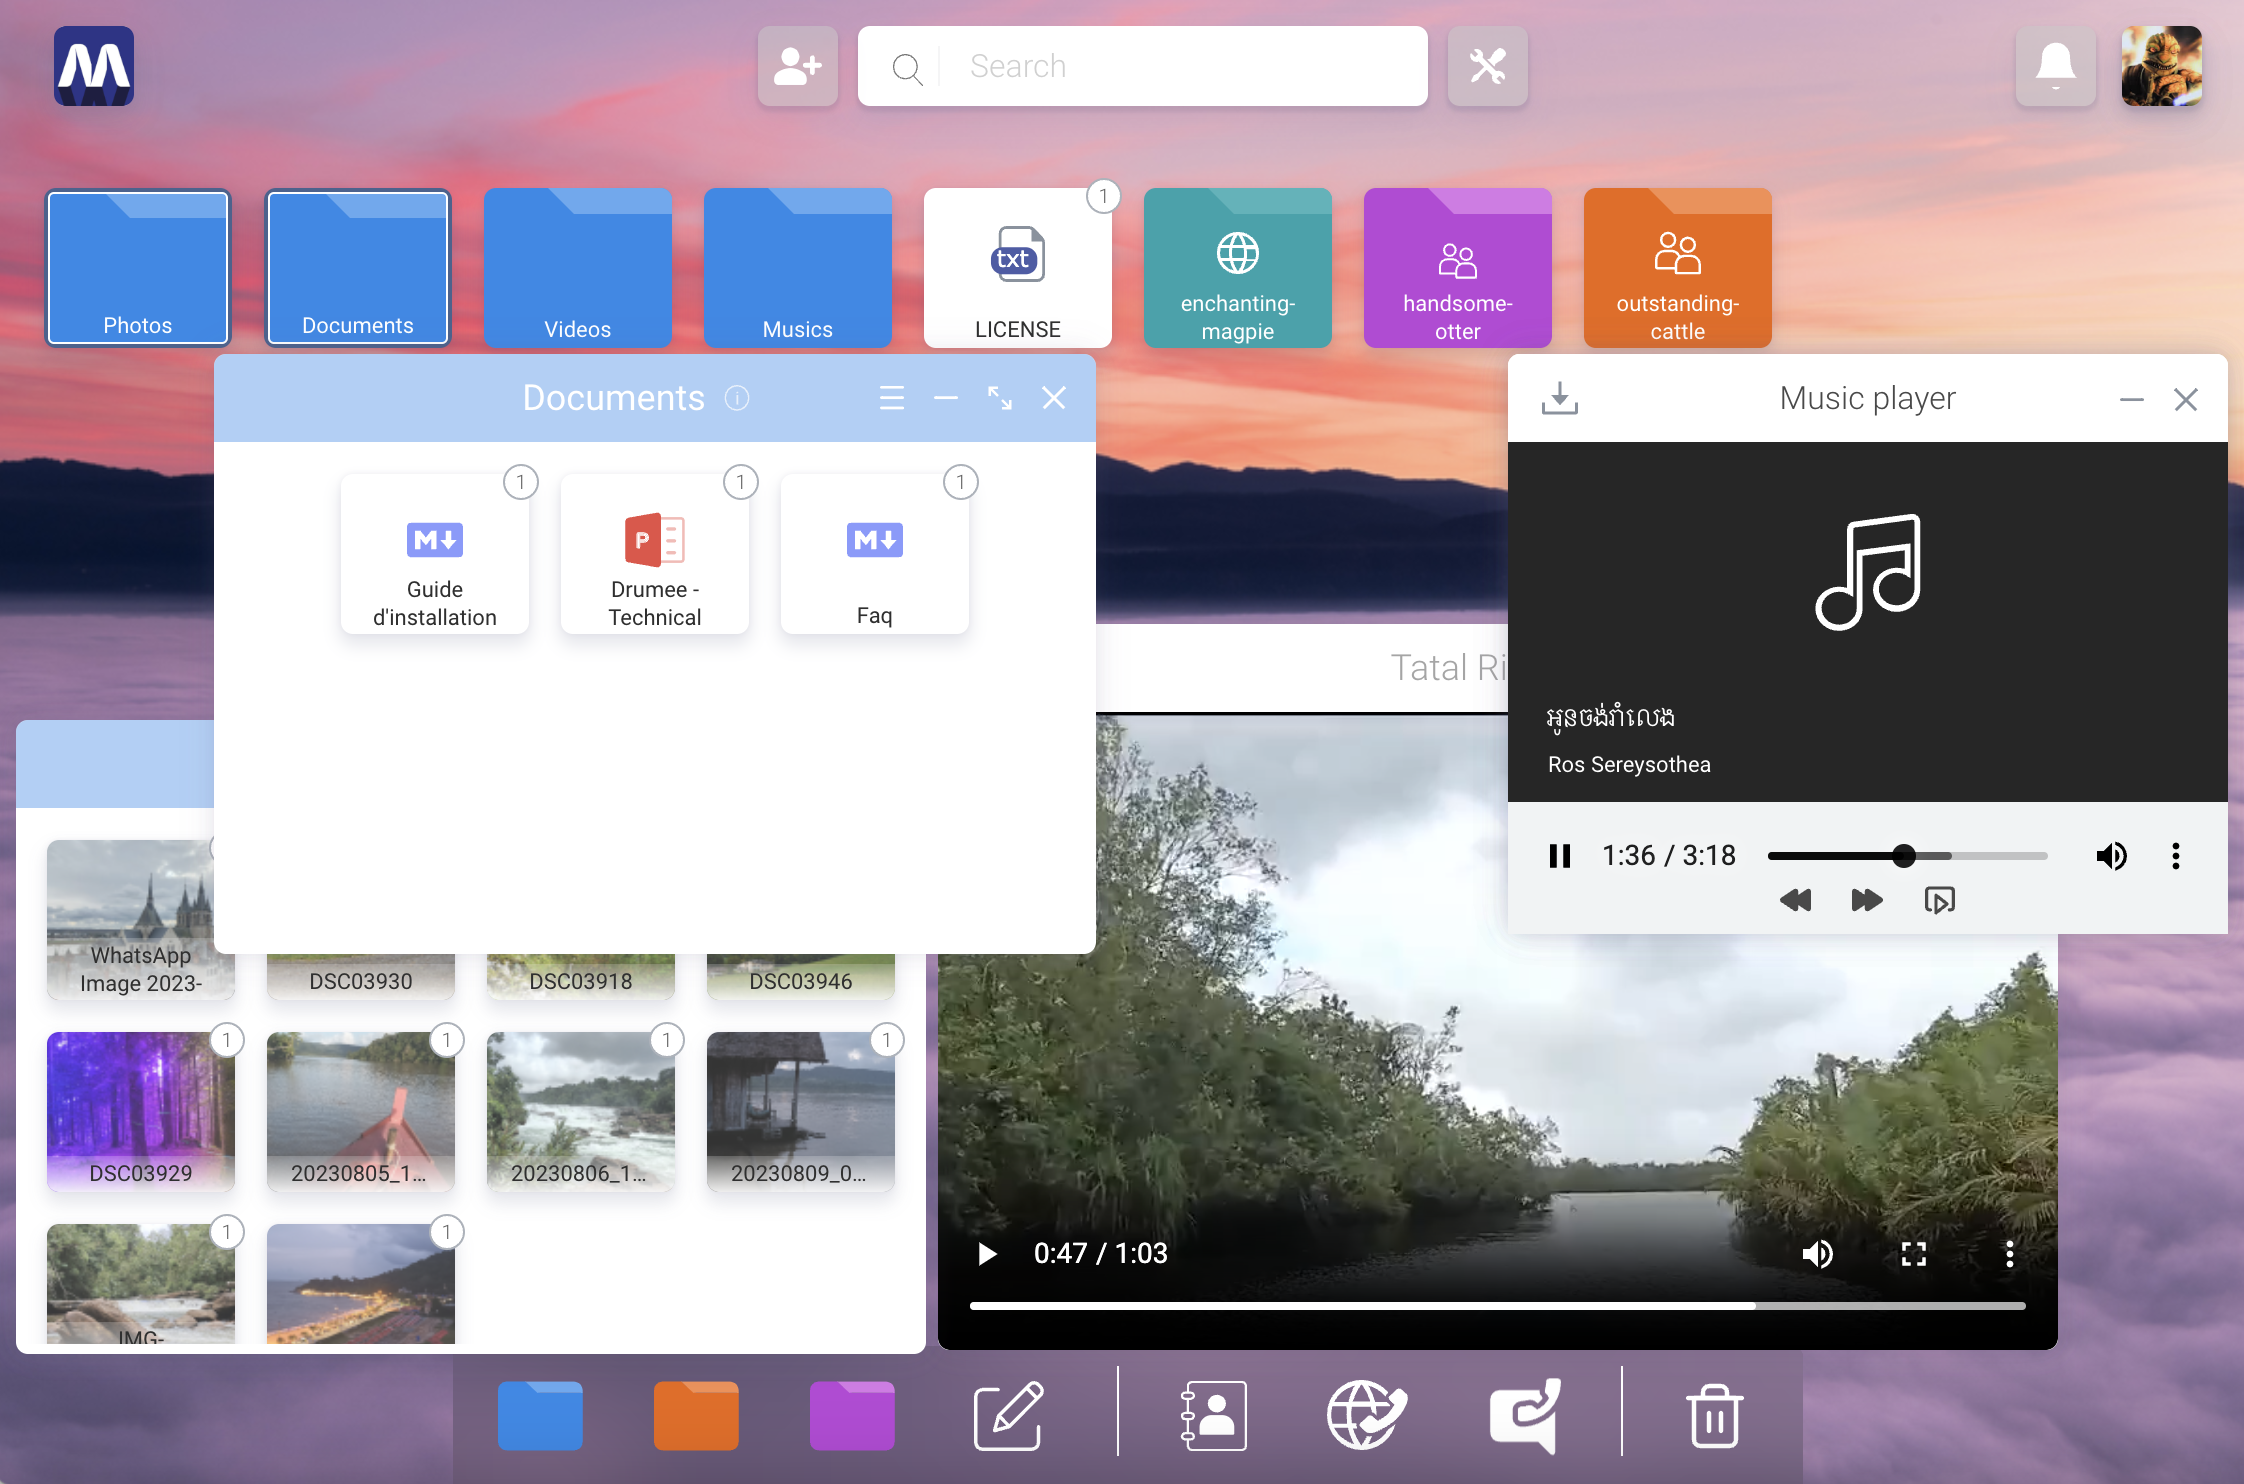 Search
Photos
Documents
Videos
Musics
1
txt
LICENSE
enchanting-
magpie
handsome-
otter
outstanding-
cattle
Documents
1
1
1
Guide
d'installation
P
Drumee -
Technical
Faq
Music player
អូនចង់រាំលេង
Ros Sereysothea
1:36 / 3:18
Tatal Ri
WhatsApp
Image 2023-
DSC03930
DSC03918
DSC03946
1
1
1
1
DSC03929
20230805_1...
20230806_1...
20230809_0...
1
1
IMG-
0:47 / 1:03